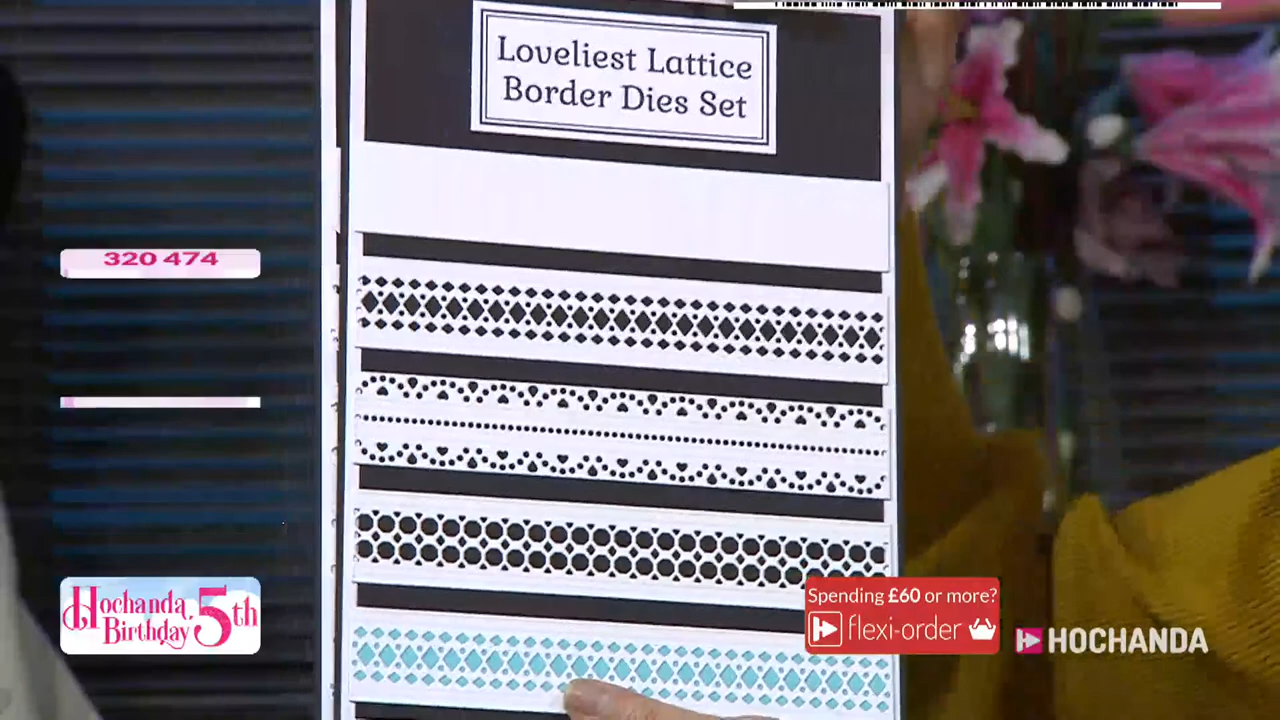 Loveliest Lattice
Border Dies Set
320 474
Hochanda
Birthday
5th
Spending £60 or more?
flexi-order
HOCHANDA